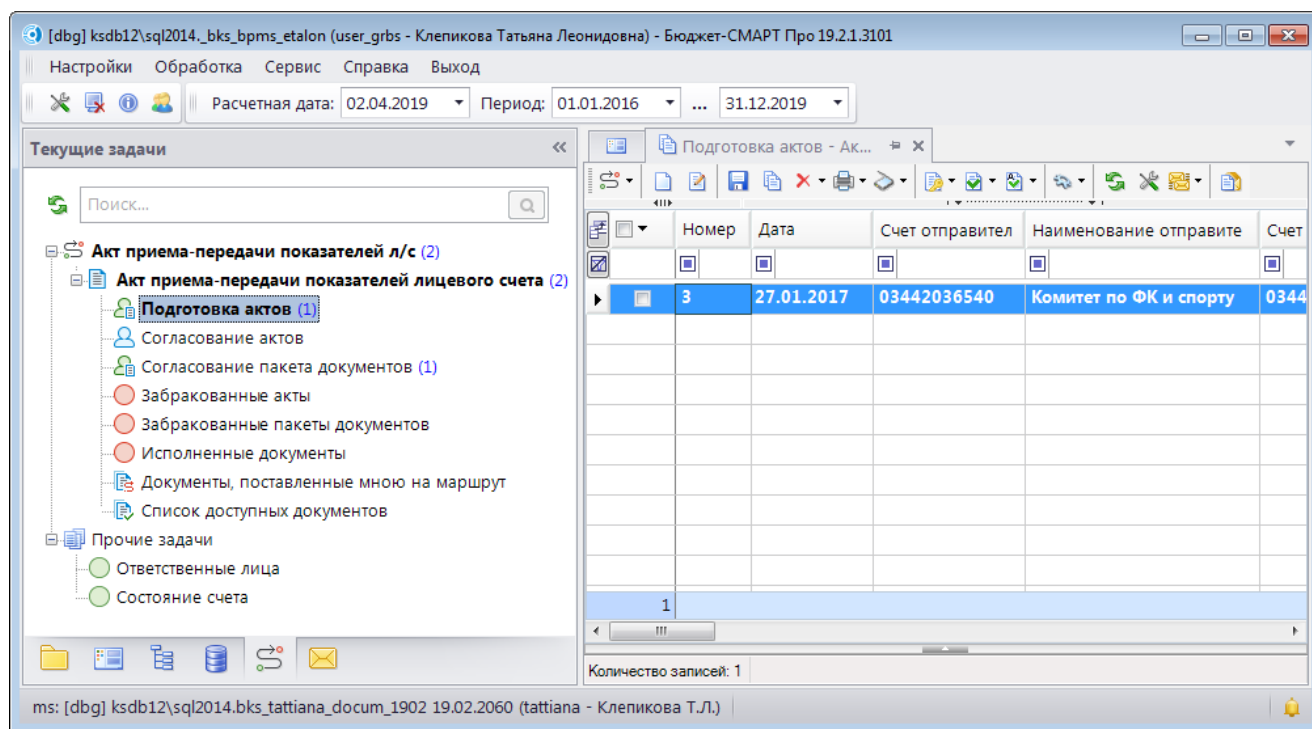 [dbg] ksdb12\sql2014._bks_bpms_etalon (user_grbs - Клепикова Татьяна Леонидовна) - Бюджет-СМАРТ Про 19.2.1.3101
Настройки Обработка Сервис Справка Выход
Расчетная дата: 02.04.2019 Период: 01.01.2016 ... 31.12.2019
Текущие задачи
Подготовка актов - Ак...
Поиск...
Номер Дата Счет отправител Наименование отправите Счет
Акт приема-передачи показателей л/с (2)
Акт приема-передачи показателей лицевого счета (2)
3 27.01.2017 03442036540 Комитет по ФК и спорту 0344
Подготовка актов (1)
Согласование актов
Согласование пакета документов (1)
Забракованные акты
Забракованные пакеты документов
Исполненные документы
Документы, поставленные мною на маршрут
Список доступных документов
Прочие задачи
Ответственные лица
Состояние счета
1
Количество записей: 1
ms: [dbg] ksdb12\sql2014.bks_tattiana_docum_1902 19.02.2060 (tattiana - Клепикова Т.Л.)